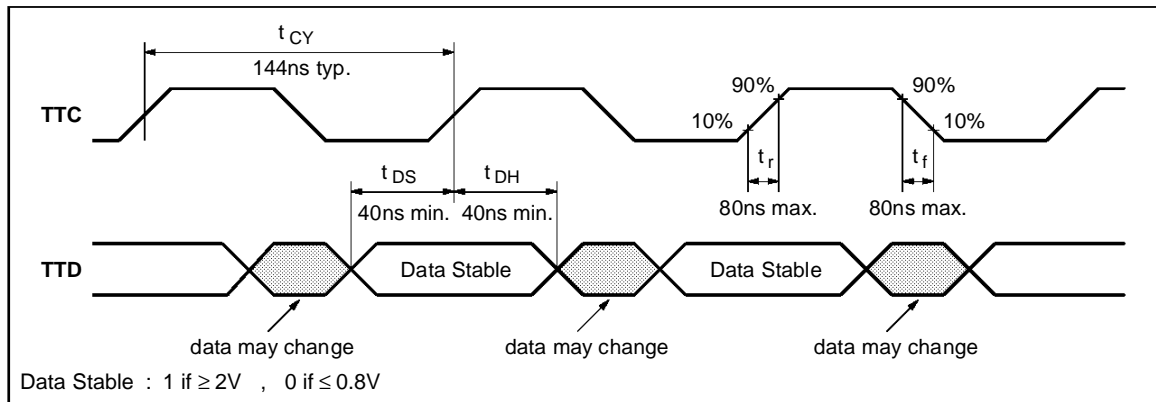 t CY
144ns typ.
TTC
10%
90%
90%
10%
t r
t f
80ns max.
80ns max.
t DS
t DH
40ns min.
40ns min.
TTD
Data Stable
Data Stable
data may change
data may change
data may change
Data Stable : 1 if ≥ 2V , 0 if ≤ 0.8V